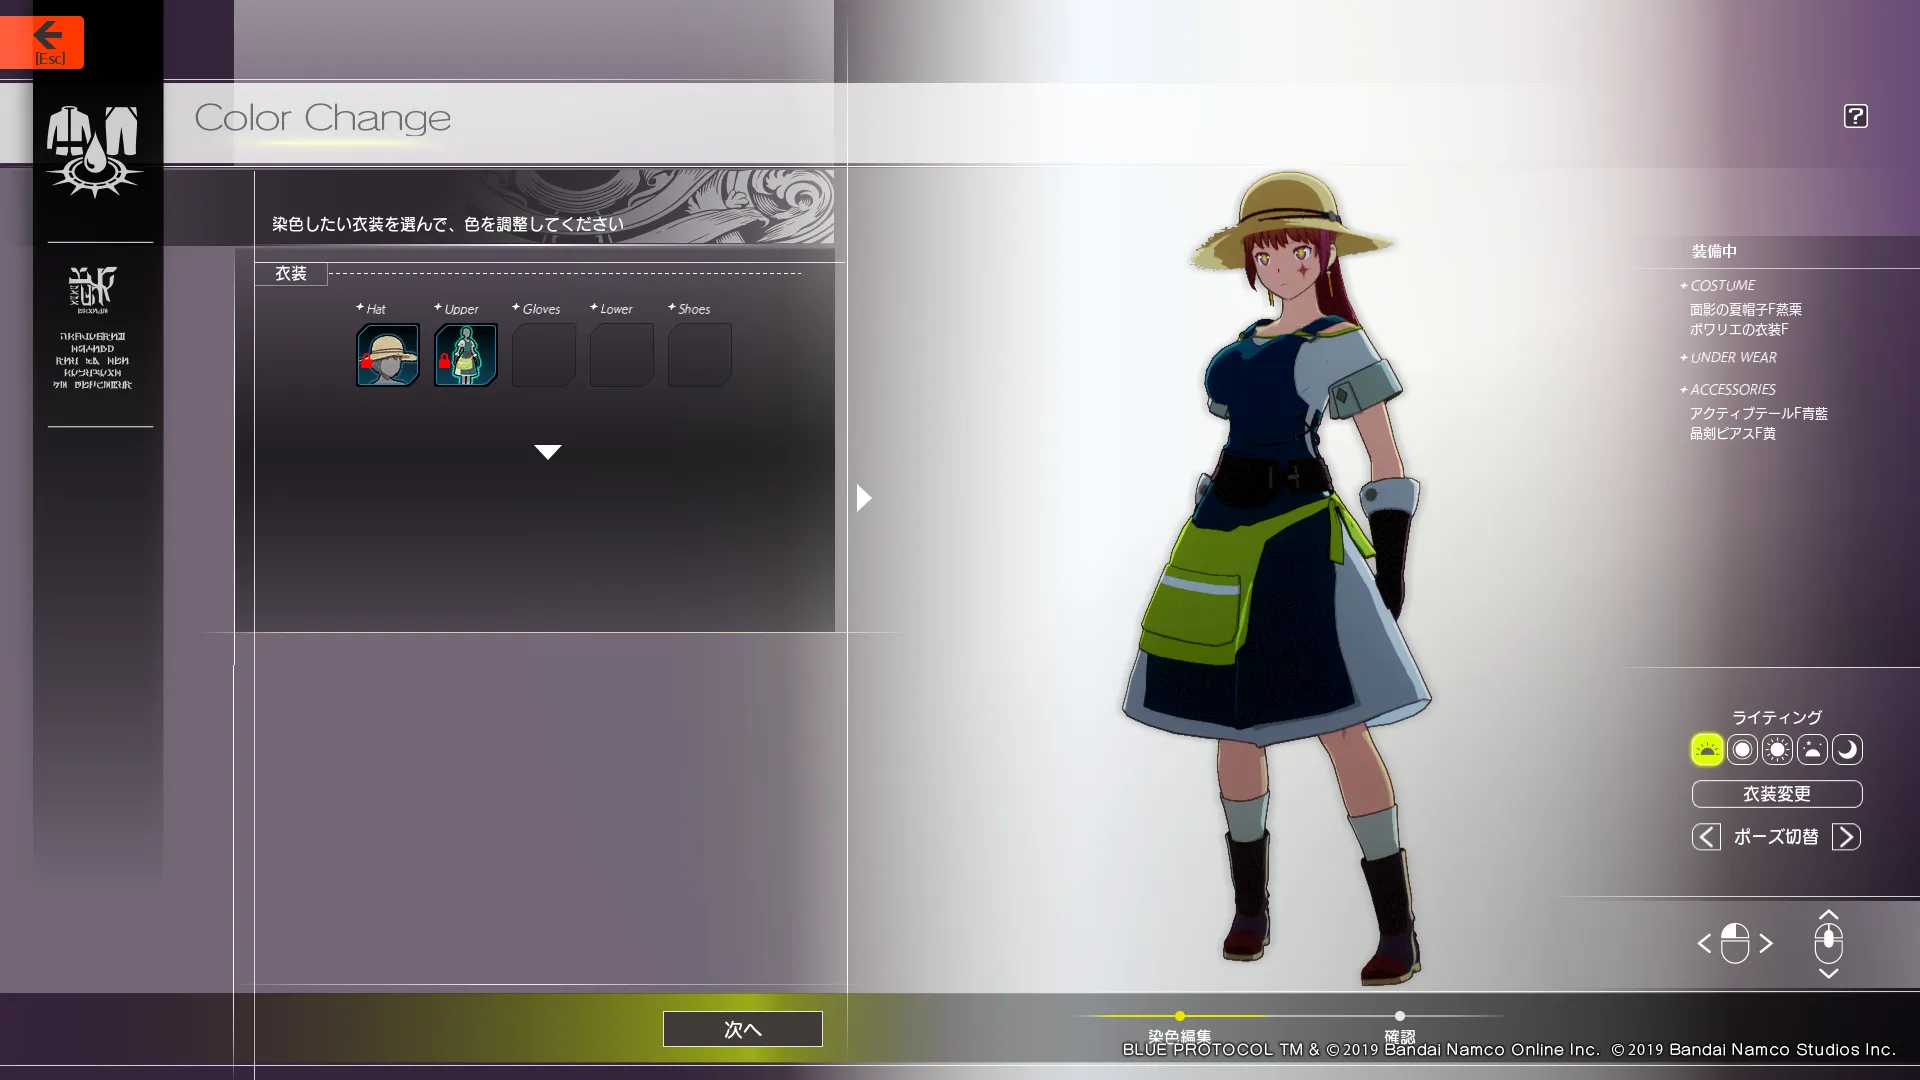 [Esc]
Color Change
?
染色したい衣装を選んで、色を調整してください
衣装
Hat
Upper
Gloves
Lower
Shoes
装備中
COSTUME
面影の夏帽子F蒸栗
ポワリエの衣装F
UNDER WEAR
ACCESSORIES
アクティブテールF青藍
晶剣ピアスF黄
ライティング
衣装変更
ポーズ切替
次へ
染色編集
確認
BLUE PROTOCOL TM & ©2019 Bandai Namco Online Inc. ©2019 Bandai Namco Studios Inc.